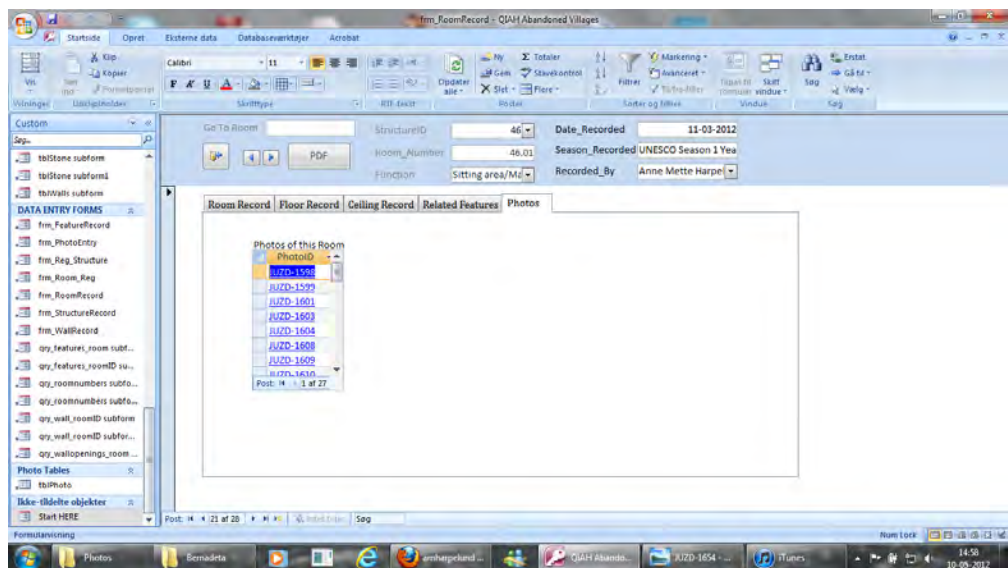 frm_RoomRecord - QIAH Abandoned Villages
Startside Opret Eksterne data Databaseværktøjer Acrobat
Klip
Kopier
Calibri 11
F K U A
Opdater alle
Ny
Gem
Slet
Totaler
Stavekontrol
Flere
Filtrer
Markering
Avanceret
Skift vindue
Søg
Erstat
Gå til
Vælg
Visninger Udklipsholder Skrifttype Poster Sorter og filtrer Vindue Søg
Custom
Søg...
tblStone subform
tblStone subform1
tblWalls subform
DATA ENTRY FORMS
frm_FeatureRecord
frm_PhotoEntry
frm_Reg_Structure
frm_Room_Reg
frm_RoomRecord
frm_StructureRecord
frm_WallRecord
qry_features_room subf...
qry_features_roomID su...
qry_roomnumbers subfo...
qry_roomnumbers subfo...
qry_wall_roomID subform
qry_wall_roomID subfor...
qry_wallopenings_room ...
Photo Tables
tblPhoto
Ikke-tildelte objekter
Start HERE
Go To Room
PDF
StructureID 46
Room_Number 46.01
Function Sitting area/Ma
Date_Recorded 11-03-2012
Season_Recorded UNESCO Season 1 Yea
Recorded_By Anne Mette Harpel
Room Record Floor Record Ceiling Record Related Features Photos
Photos of this Room
PhotoID
JUZD-1598
JUZD-1599
JUZD-1601
JUZD-1603
JUZD-1604
JUZD-1608
JUZD-1609
JUZD-1610
Post: 1 af 27
Post: 21 af 28 Søg
Formularvisning Num Lock
Photos Bernadeta amharpelund ... QIAH Abando... JUZD-1654 - ... iTunes 14:58
10-05-2012